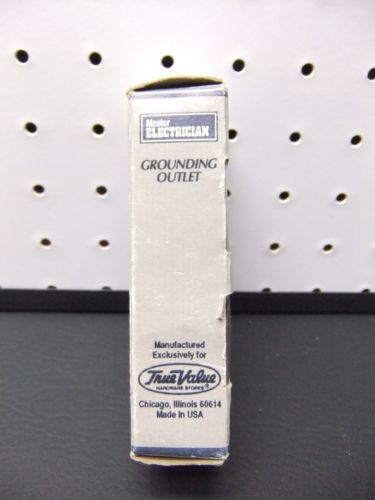 Master
ELECTRICIAN
GROUNDING
OUTLET
Manufactured
Exclusively for
True Value
HARDWARE STORES®
Chicago, Illinois 60614
Made In USA